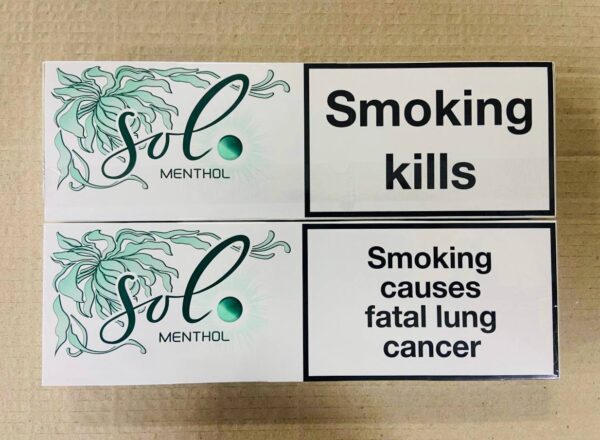 Sol.
MENTHOL
Smoking
kills
Sol.
MENTHOL
Smoking
causes
fatal lung
cancer